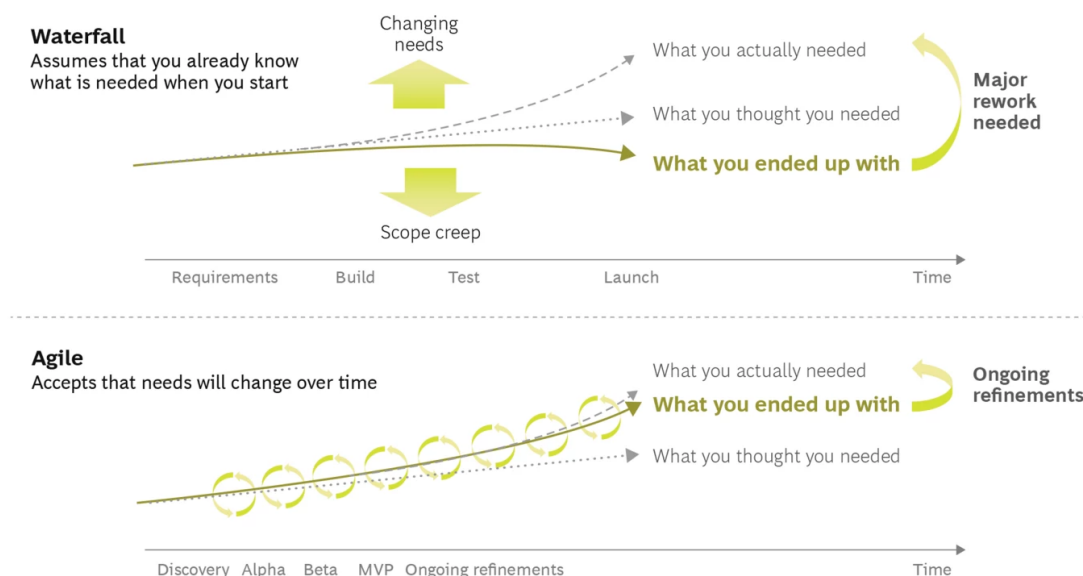 Waterfall
Assumes that you already know
what is needed when you start
Changing
needs
What you actually needed
What you thought you needed
What you ended up with
Major
rework
needed
Scope creep
Requirements
Build
Test
Launch
Time
Agile
Accepts that needs will change over time
What you actually needed
What you ended up with
What you thought you needed
Ongoing
refinements
Discovery
Alpha
Beta
MVP
Ongoing refinements
Time